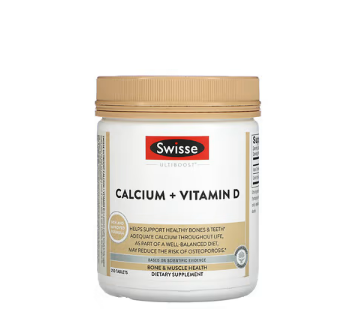 Swisse
ULTIBOOST
CALCIUM + VITAMIN D
HELPS SUPPORT HEALTHY BONES & TEETH†
ADEQUATE CALCIUM THROUGHOUT LIFE,
AS PART OF A WELL-BALANCED DIET,
MAY REDUCE THE RISK OF OSTEOPOROSIS†
BASED ON SCIENTIFIC EVIDENCE
BONE & MUSCLE HEALTH
DIETARY SUPPLEMENT
TABLETS